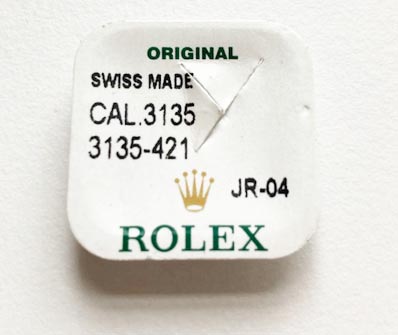 ORIGINAL
SWISS MADE
CAL.3135
3135-421
JR-04
ROLEX